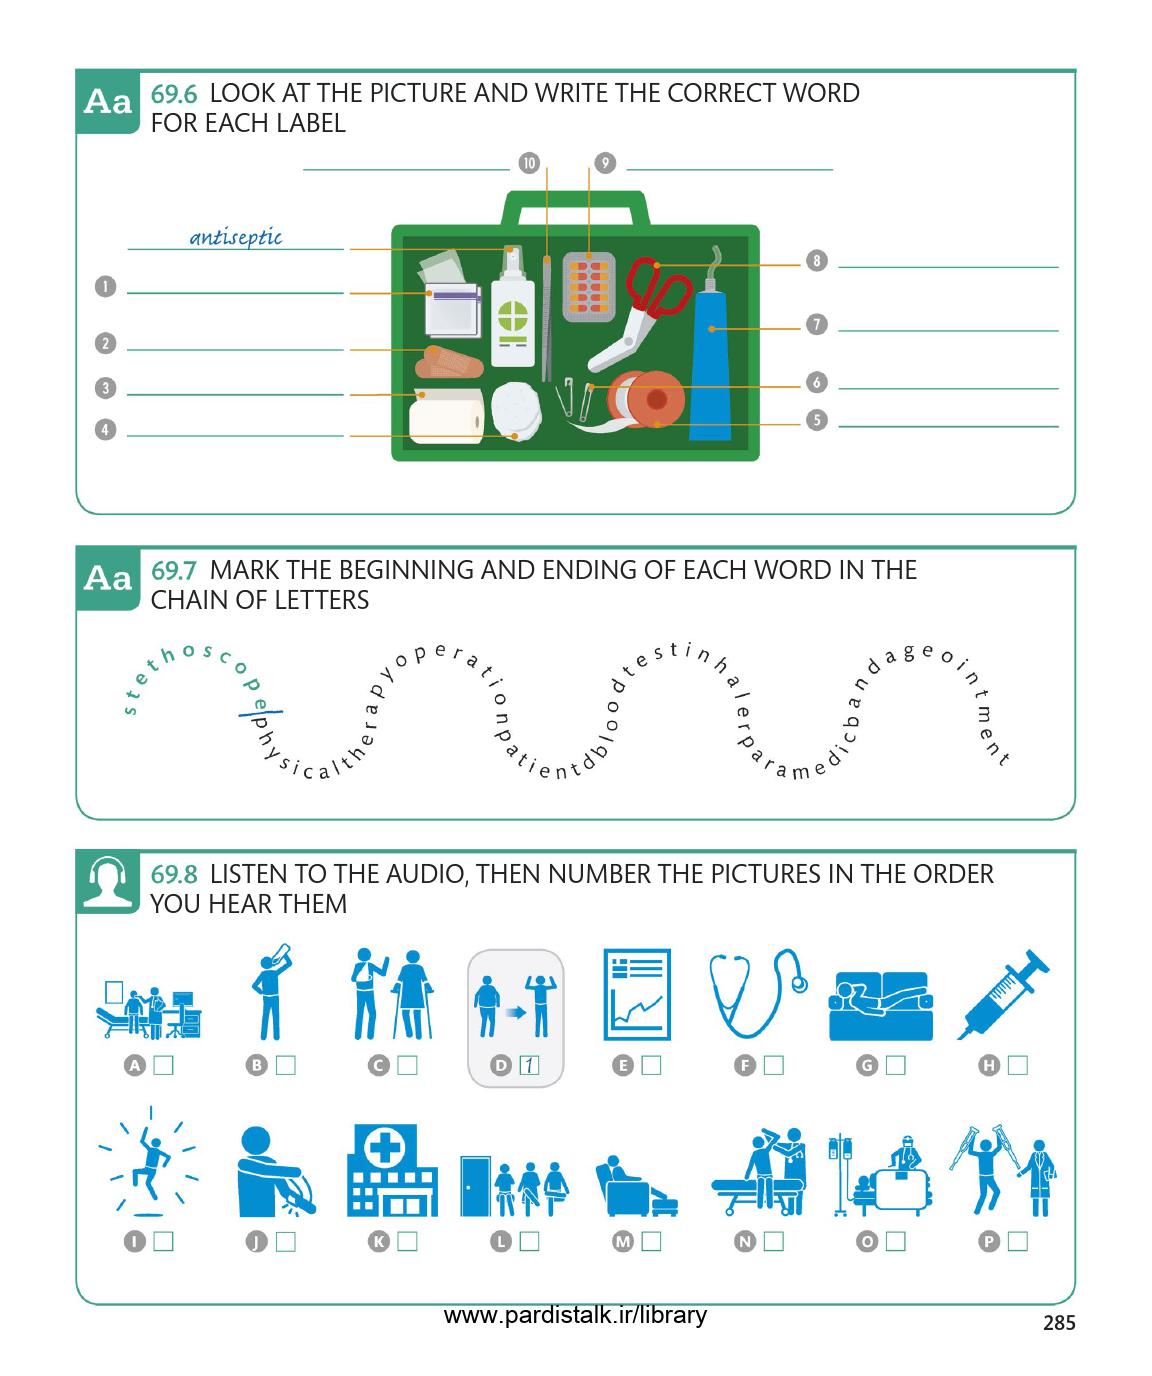 Aa 69.6 LOOK AT THE PICTURE AND WRITE THE CORRECT WORD
FOR EACH LABEL
10 9
antiseptic
8
1
7
2
3
6
4
5
Aa 69.7 MARK THE BEGINNING AND ENDING OF EACH WORD IN THE
CHAIN OF LETTERS
stethoscope|physicaltherapyoperationpatientdbloodtestinhalerparamedicbandageointment
69.8 LISTEN TO THE AUDIO, THEN NUMBER THE PICTURES IN THE ORDER
YOU HEAR THEM
A B C D 1 E F G H
I J K L M N O P
www.pardistalk.ir/library
285